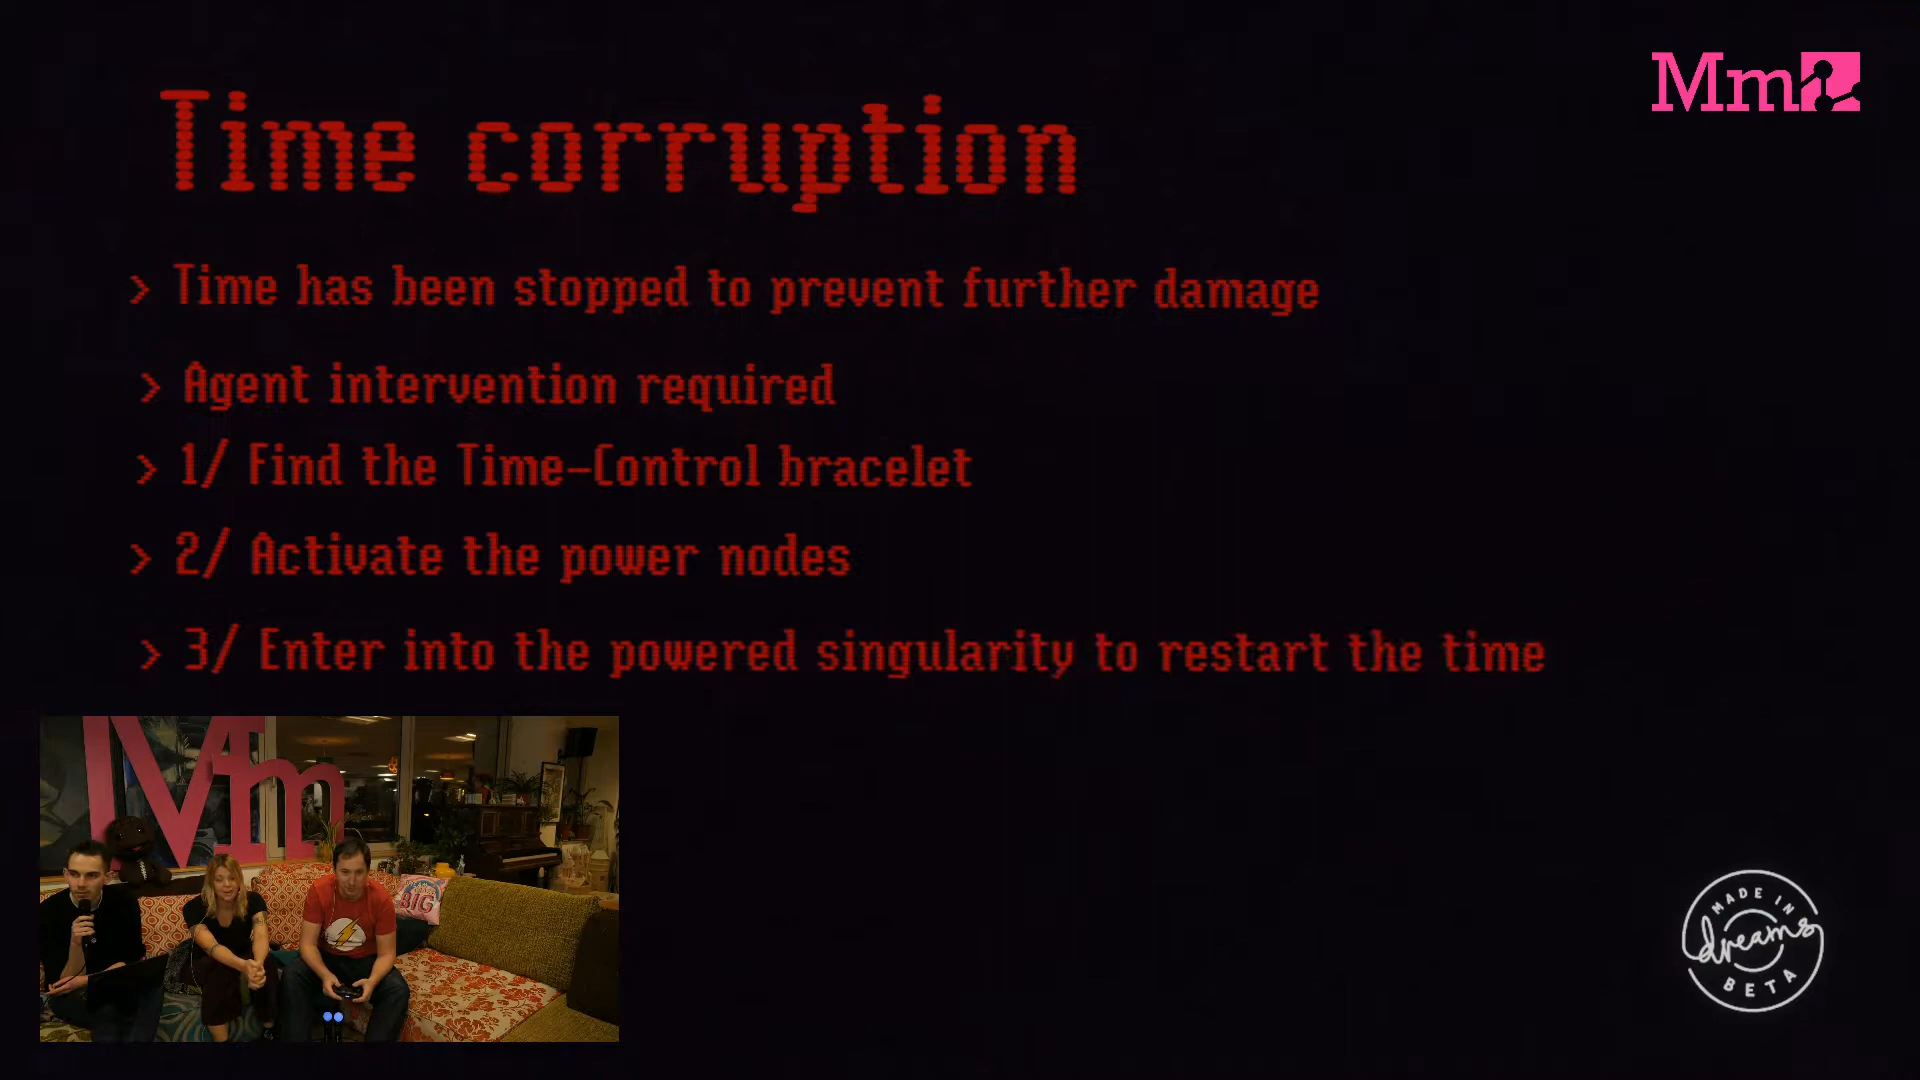 Mm
Time corruption
> Time has been stopped to prevent further damage
> Agent intervention required
> 1/ Find the Time-Control bracelet
> 2/ Activate the power nodes
> 3/ Enter into the powered singularity to restart the time
Mm
BIG
MADE IN
dreams
BETA